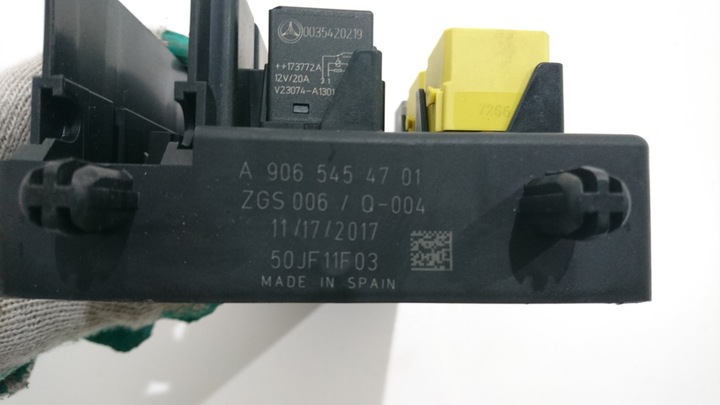 0035420219
++173772A
12V/20A
V23074-A1301
7266
A 906 545 47 01
ZGS 006 / Q-004
11/17/2017
50JF11F03
MADE IN SPAIN